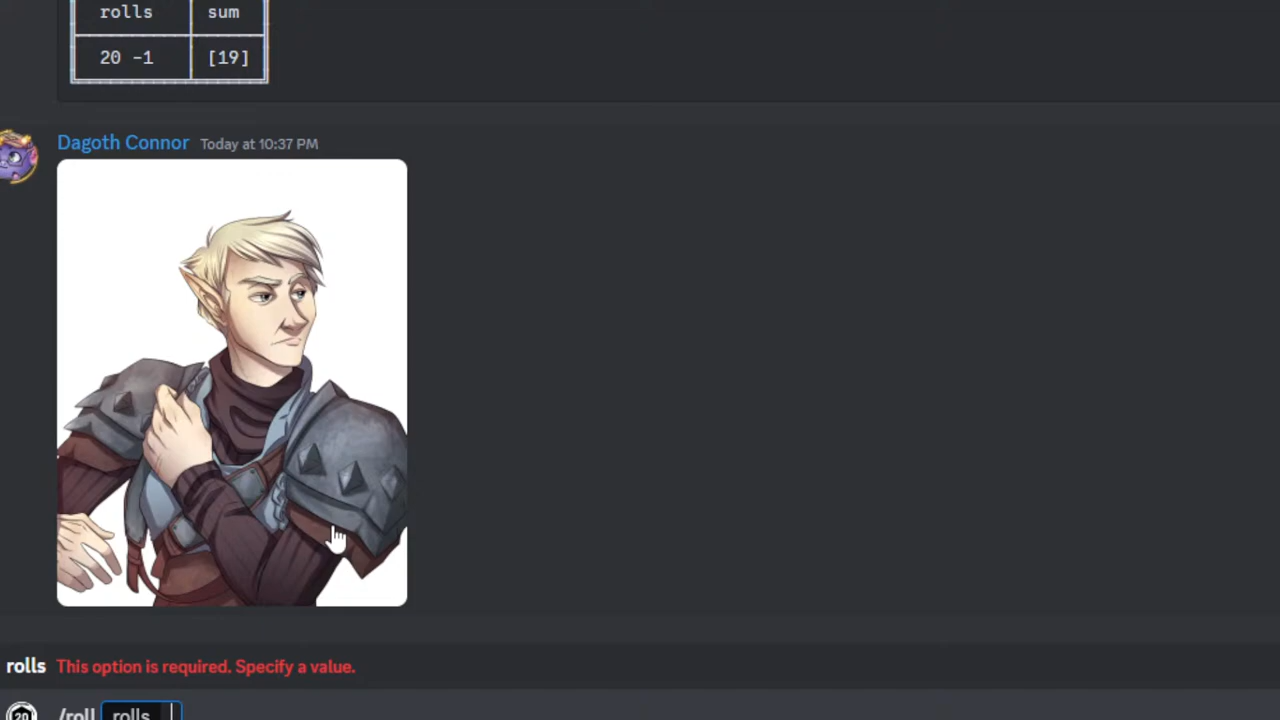 rolls sum
20 -1 [19]
Dagoth Connor Today at 10:37 PM
rolls This option is required. Specify a value.
20 /roll rolls